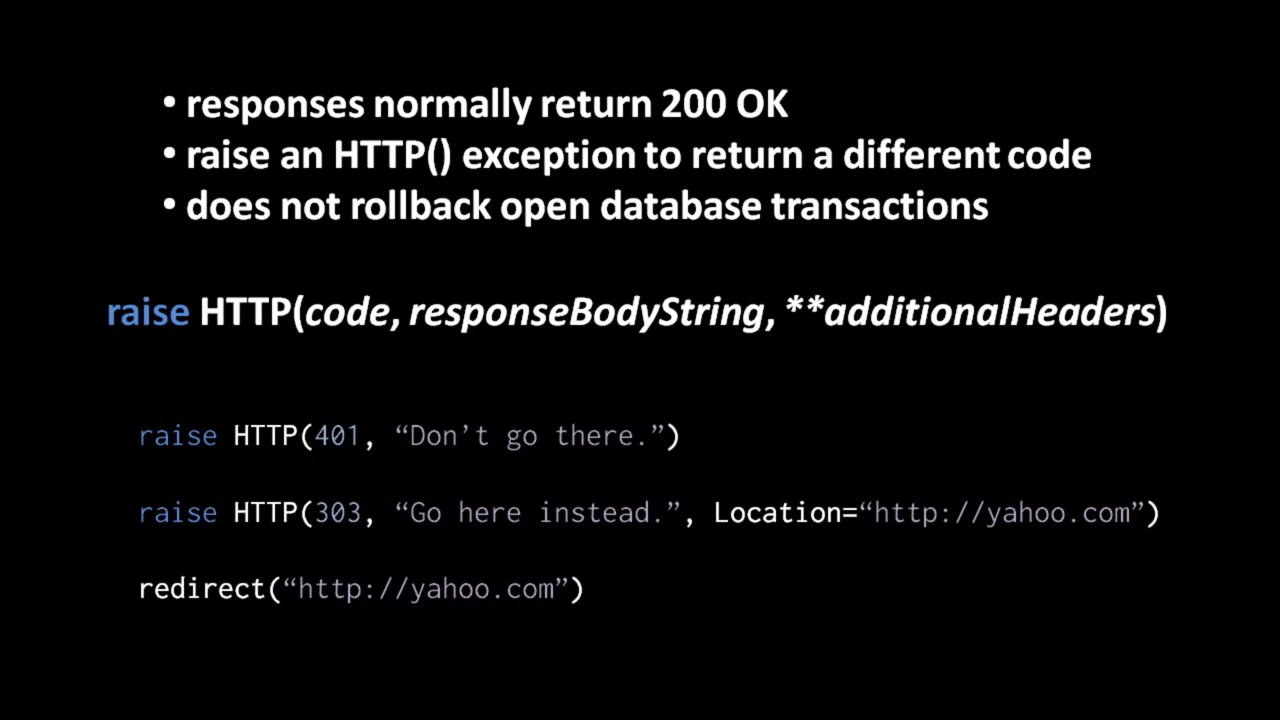 • responses normally return 200 OK
• raise an HTTP() exception to return a different code
• does not rollback open database transactions
raise HTTP(code, responseBodyString, **additionalHeaders)
raise HTTP(401, “Don’t go there.”)
raise HTTP(303, “Go here instead.”, Location=“http://yahoo.com”)
redirect(“http://yahoo.com”)